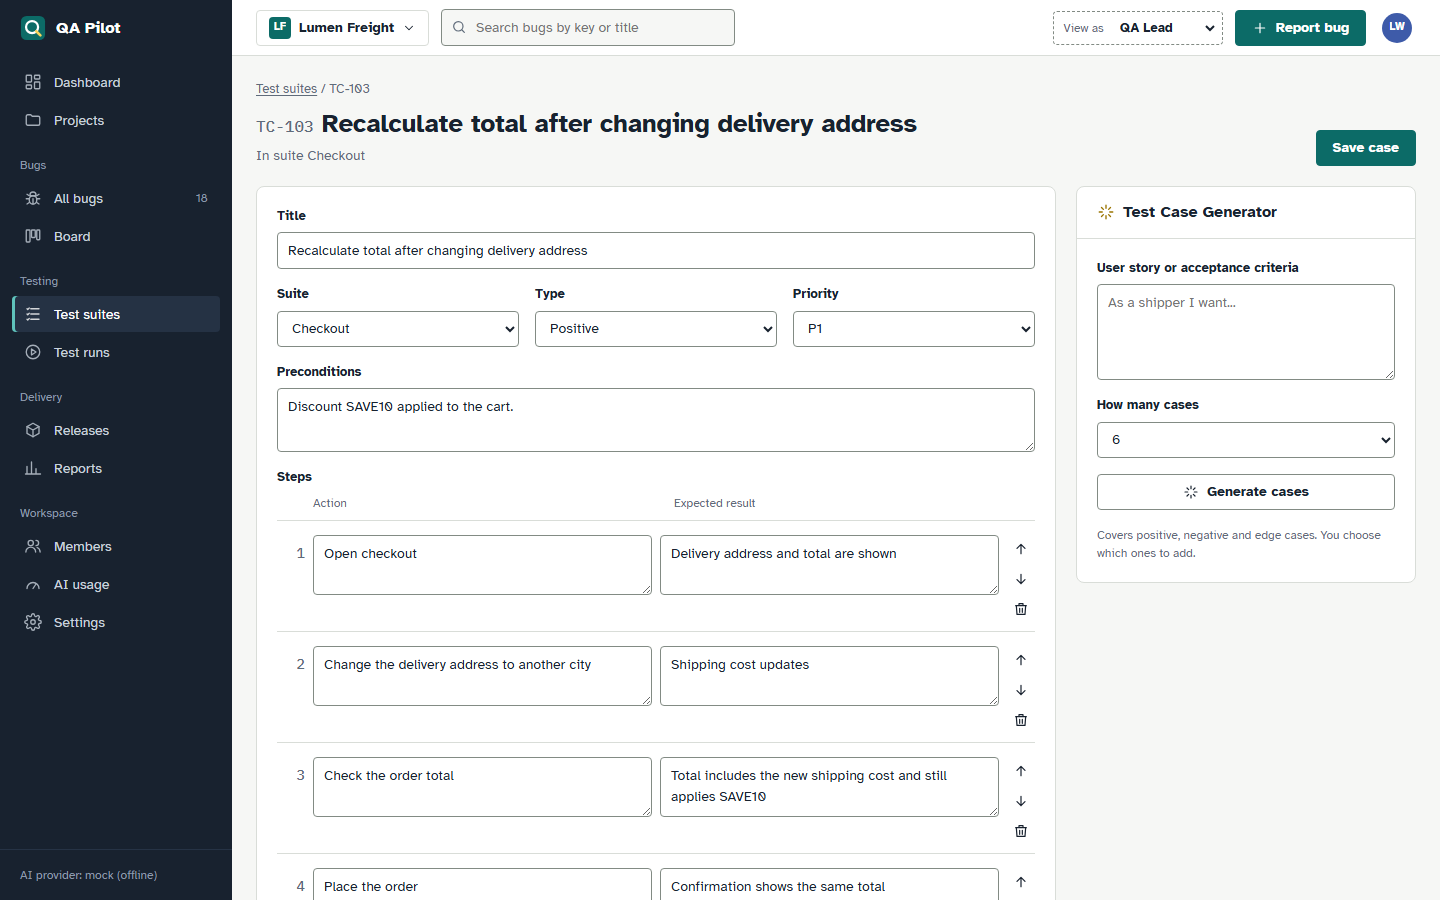 QA Pilot
Dashboard
Projects
Bugs
All bugs 18
Board
Testing
Test suites
Test runs
Delivery
Releases
Reports
Workspace
Members
AI usage
Settings
AI provider: mock (offline)
LF Lumen Freight
Search bugs by key or title
View as QA Lead
Report bug
LW
Test suites / TC-103
TC-103 Recalculate total after changing delivery address
In suite Checkout
Save case
Title
Recalculate total after changing delivery address
Suite Type Priority
Checkout Positive P1
Preconditions
Discount SAVE10 applied to the cart.
Steps
Action Expected result
1 Open checkout Delivery address and total are shown
2 Change the delivery address to another city Shipping cost updates
3 Check the order total Total includes the new shipping cost and still
applies SAVE10
4 Place the order Confirmation shows the same total
Test Case Generator
User story or acceptance criteria
As a shipper I want...
How many cases
6
Generate cases
Covers positive, negative and edge cases. You choose
which ones to add.